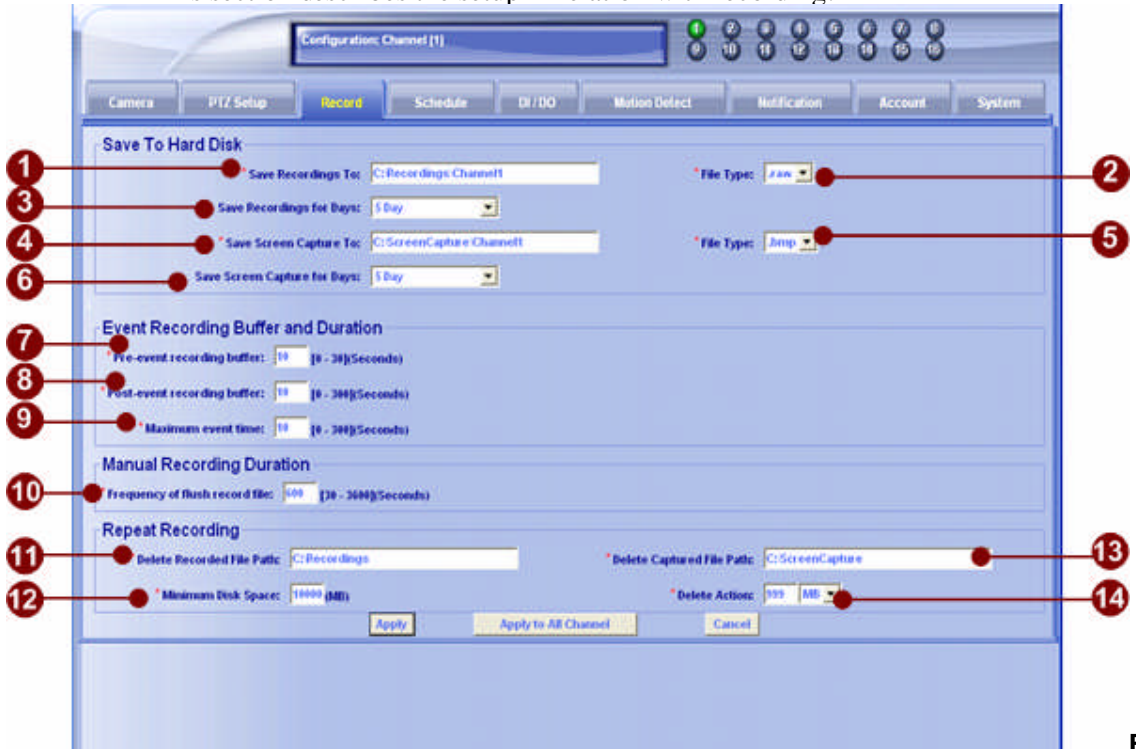 Configuration: Channel [1]
1 2 3 4 5 6 7 8
9 10 11 12 13 14 15 16
Camera PTZ Setup Record Schedule DI / DO Motion Detect Notification Account System
Save To Hard Disk
1 * Save Recordings To: C:\Recordings\Channel1 * File Type: .raw 2
3 Save Recordings for Days: 5 Day
4 * Save Screen Capture To: C:\ScreenCapture\Channel1 * File Type: .bmp 5
6 Save Screen Capture for Days: 5 Day
Event Recording Buffer and Duration
7 * Pre-event recording buffer: 10 [0 - 30](Seconds)
8 * Post-event recording buffer: 10 [0 - 300](Seconds)
9 * Maximum event time: 10 [0 - 300](Seconds)
Manual Recording Duration
10 * Frequency of flush record file: 600 [30 - 3600](Seconds)
Repeat Recording
11 * Delete Recorded File Path: C:\Recordings * Delete Captured File Path: C:\ScreenCapture 13
12 * Minimum Disk Space: 10000 (MB) * Delete Action: 999 MB 14
Apply Apply to All Channel Cancel